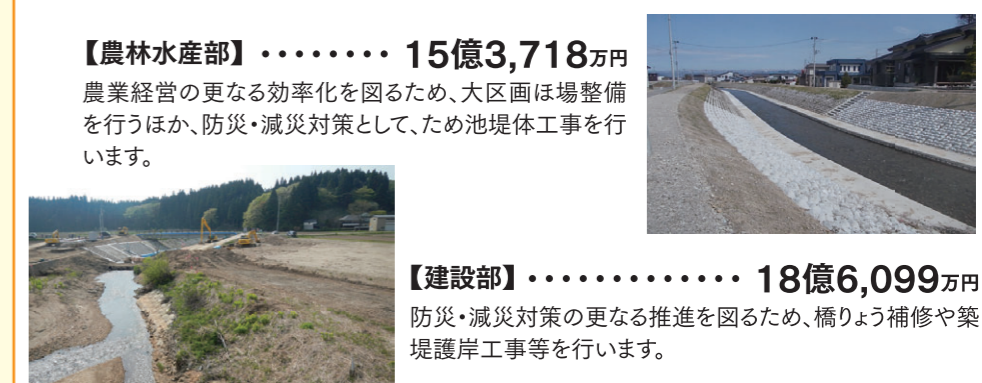 【農林水産部】・・・・・・・・ 15億3,718万円
農業経営の更なる効率化を図るため、大区画ほ場整備
を行うほか、防災・減災対策として、ため池堤体工事を行
います。
【建設部】・・・・・・・・・・・・・ 18億6,099万円
防災・減災対策の更なる推進を図るため、橋りょう補修や築
堤護岸工事等を行います。